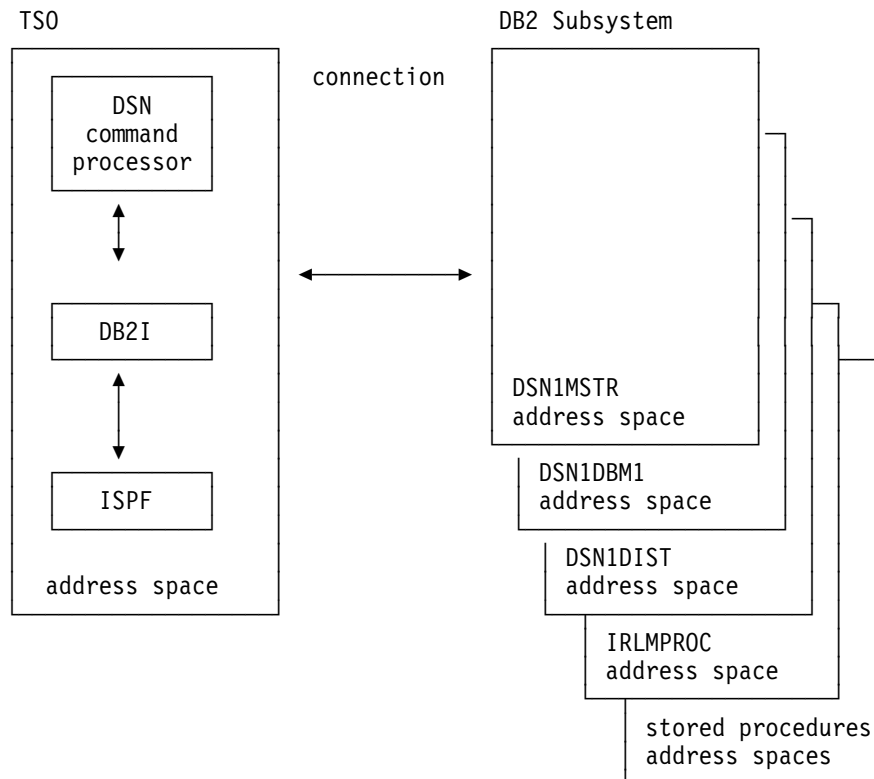 TSO
DB2 Subsystem
connection
DSN
command
processor
DB2I
ISPF
address space
DSN1MSTR
address space
DSN1DBM1
address space
DSN1DIST
address space
IRLMPROC
address space
stored procedures
address spaces